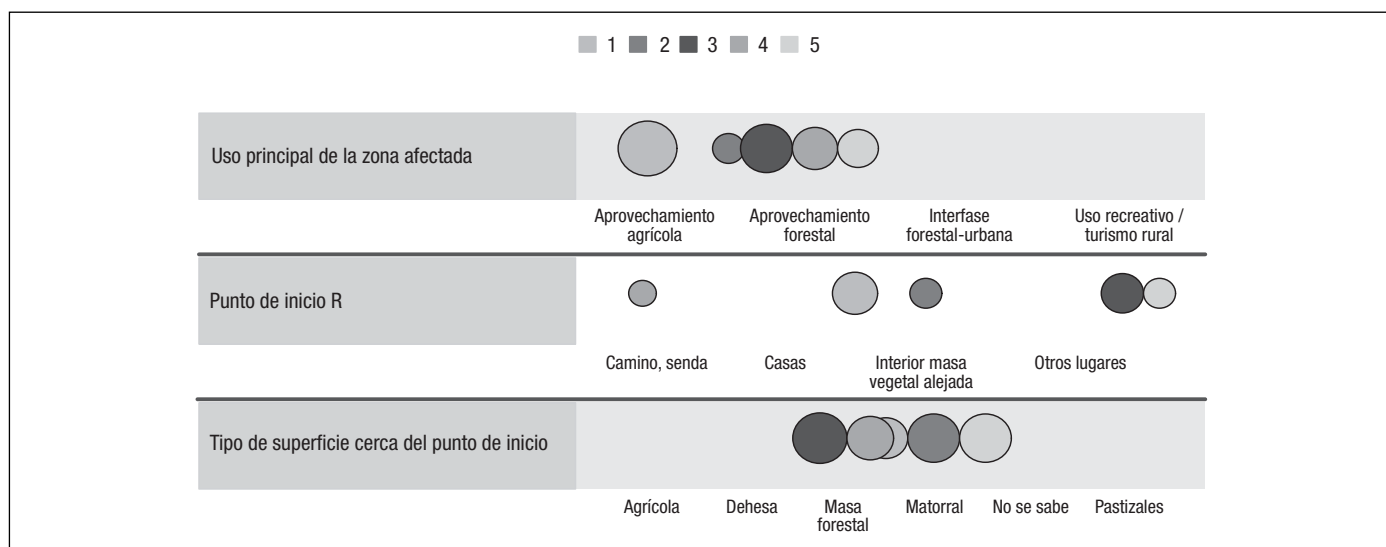 1 2 3 4 5
Uso principal de la zona afectada
Aprovechamiento agrícola
Aprovechamiento forestal
Interfase forestal-urbana
Uso recreativo / turismo rural
Punto de inicio R
Camino, senda
Casas
Interior masa vegetal alejada
Otros lugares
Tipo de superficie cerca del punto de inicio
Agrícola
Dehesa
Masa forestal
Matorral
No se sabe
Pastizales